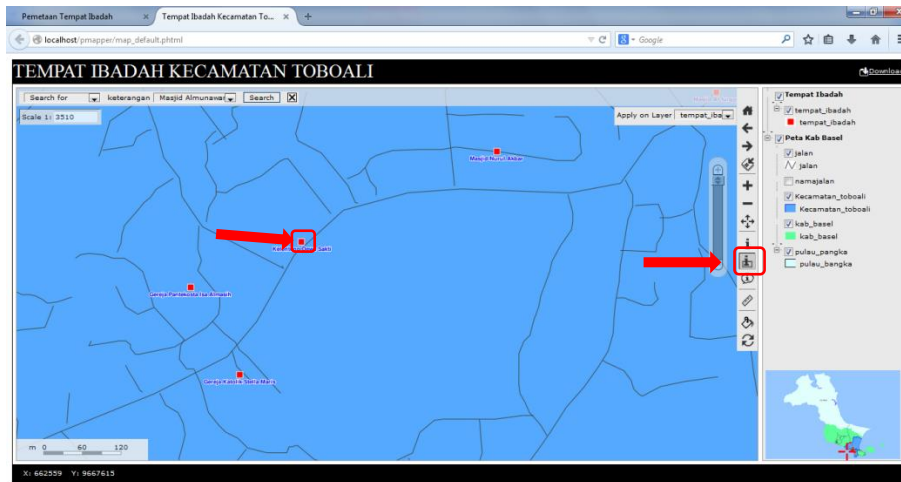 Pemetaan Tempat Ibadah
Tempat Ibadah Kecamatan To...
localhost/pmapper/map_default.phtml
Google
TEMPAT IBADAH KECAMATAN TOBOALI
Download
Search for
keterangan
Masjid Almunawar
Search
Scale 1: 3510
Apply on Layer
tempat_iba
Masjid Nurul Akbar
Gereja Pantekosta Isa Almasih
Gereja Katolik Stella Maris
m 0 60 120
X: 662559 Y: 9667615
Tempat Ibadah
tempat_ibadah
tempat_ibadah
Peta Kab Basel
jalan
jalan
namajalan
Kecamatan_toboali
Kecamatan_toboali
kab_basel
kab_basel
pulau_pangka
pulau_bangka